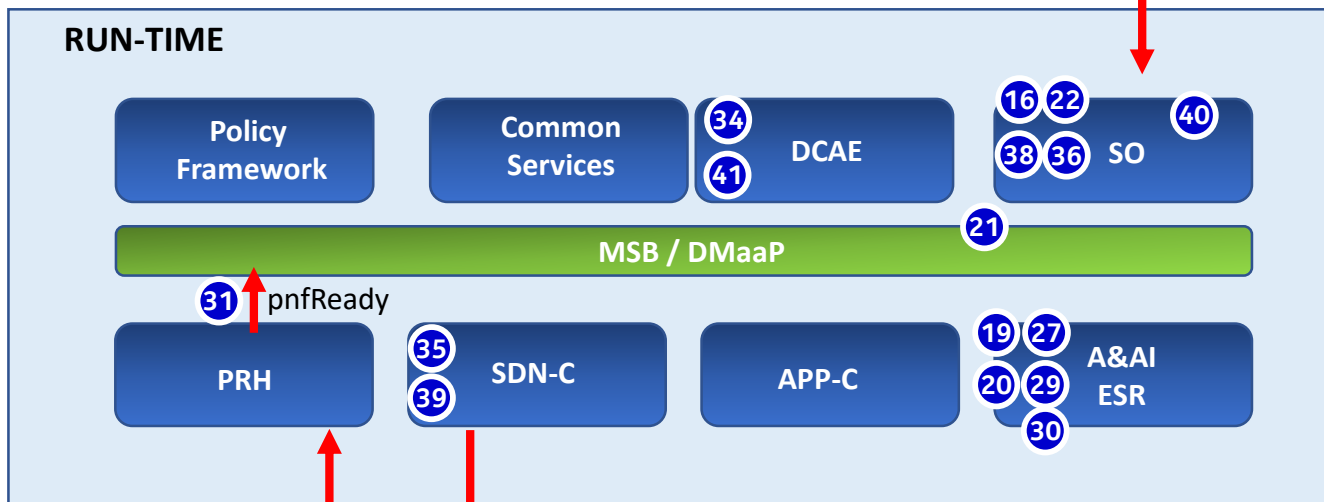 RUN-TIME
Policy
Framework
Common
Services
34
41
DCAE
16 22
40
38 36
SO
21
MSB / DMaaP
31
pnfReady
PRH
35
39
SDN-C
APP-C
19 27
20 29
30
A&AI
ESR